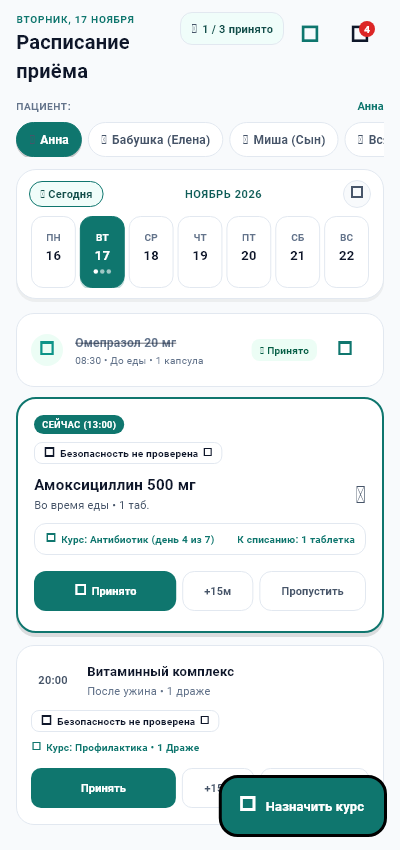 ВТОРНИК, 17 НОЯБРЯ
Расписание
приёма
1 / 3 принято
4
ПАЦИЕНТ:
Анна
Анна
Бабушка (Елена)
Миша (Сын)
Сегодня
НОЯБРЬ 2026
ПН ВТ СР ЧТ ПТ СБ ВС
16 17 18 19 20 21 22
Омепразол 20 мг
08:30 • До еды • 1 капсула
Принято
СЕЙЧАС (13:00)
Безопасность не проверена
Амоксициллин 500 мг
Во время еды • 1 таб.
Курс: Антибиотик (день 4 из 7)
К списанию: 1 таблетка
Принято
+15м
Пропустить
20:00
Витаминный комплекс
После ужина • 1 драже
Безопасность не проверена
Курс: Профилактика • 1 Драже
Принять
Назначить курс